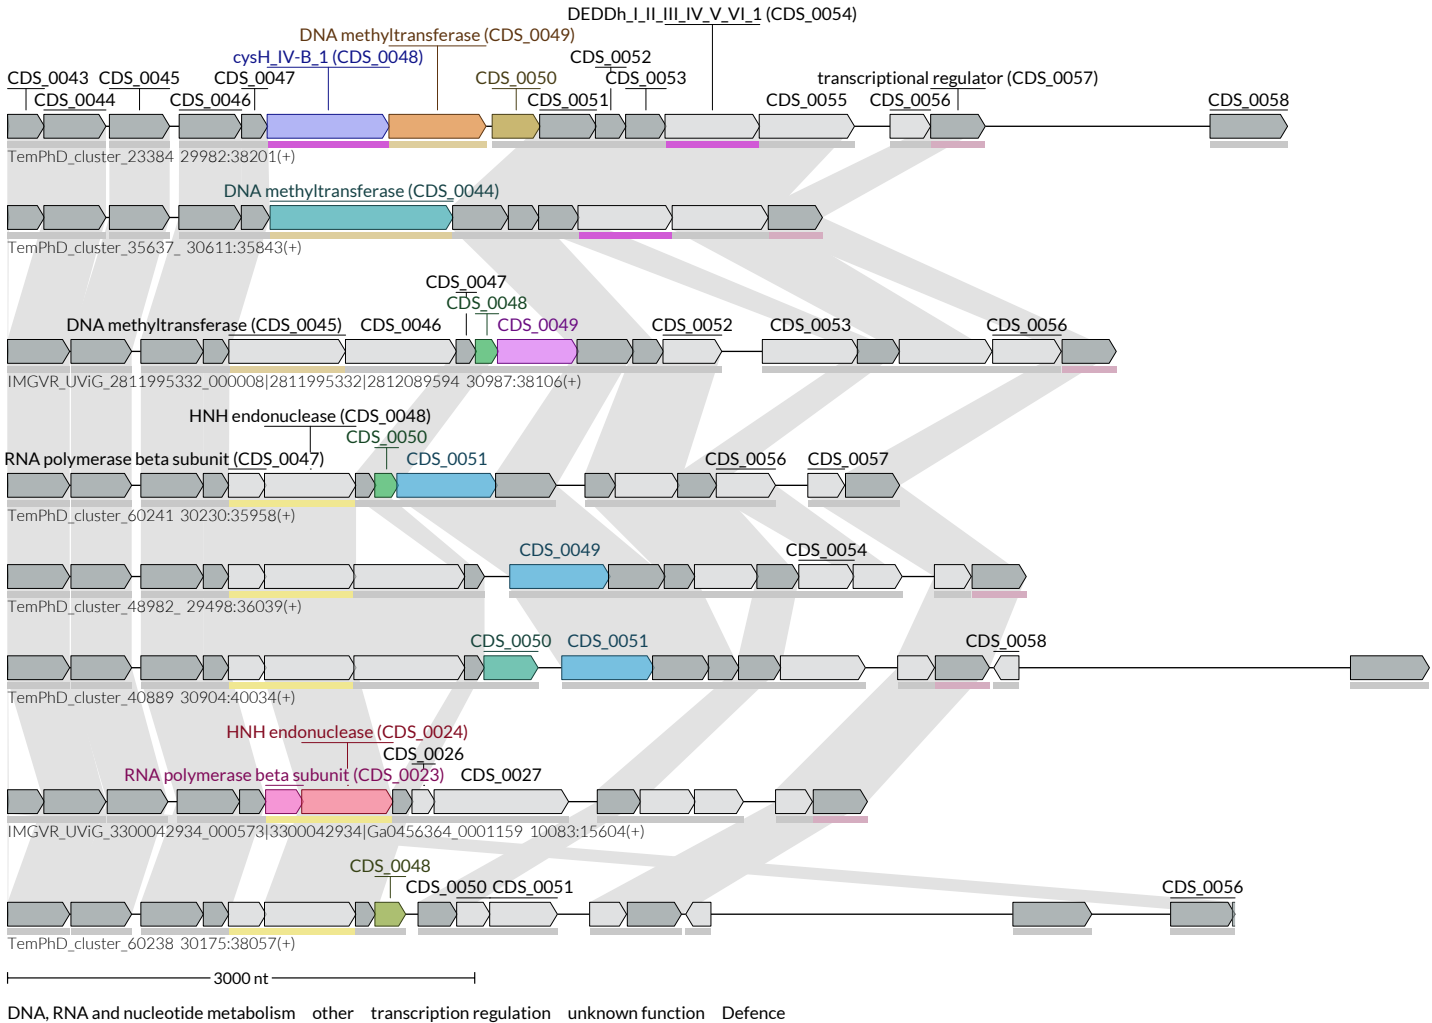 DEDDh_I_II_III_IV_V_VI_1 (CDS_0054)
DNA methyltransferase (CDS_0049)
cysH_IV-B_1 (CDS_0048) CDS_0052
CDS_0043 CDS_0045 CDS_0047 CDS_0050 CDS_0053 transcriptional regulator (CDS_0057)
CDS_0044 CDS_0046 CDS_0051 CDS_0055 CDS_0056 CDS_0058
TemPhD_cluster_23384 29982:38201(+)
DNA methyltransferase (CDS_0044)
TemPhD_cluster_35637_ 30611:35843(+)
CDS_0047
CDS_0048
DNA methyltransferase (CDS_0045) CDS_0046 CDS_0049 CDS_0052 CDS_0053 CDS_0056
IMGVR_UViG_2811995332_000008|2811995332|2812089594 30987:38106(+)
HNH endonuclease (CDS_0048)
CDS_0050
RNA polymerase beta subunit (CDS_0047) CDS_0051 CDS_0056 CDS_0057
TemPhD_cluster_60241 30230:35958(+)
CDS_0049 CDS_0054
TemPhD_cluster_48982_ 29498:36039(+)
CDS_0050 CDS_0051 CDS_0058
TemPhD_cluster_40889 30904:40034(+)
HNH endonuclease (CDS_0024)
CDS_0026
RNA polymerase beta subunit (CDS_0023) CDS_0027
IMGVR_UViG_3300042934_000573|3300042934|Ga0456364_0001159 10083:15604(+)
CDS_0048
CDS_0050 CDS_0051 CDS_0056
TemPhD_cluster_60238 30175:38057(+)
3000 nt
DNA, RNA and nucleotide metabolism other transcription regulation unknown function Defence